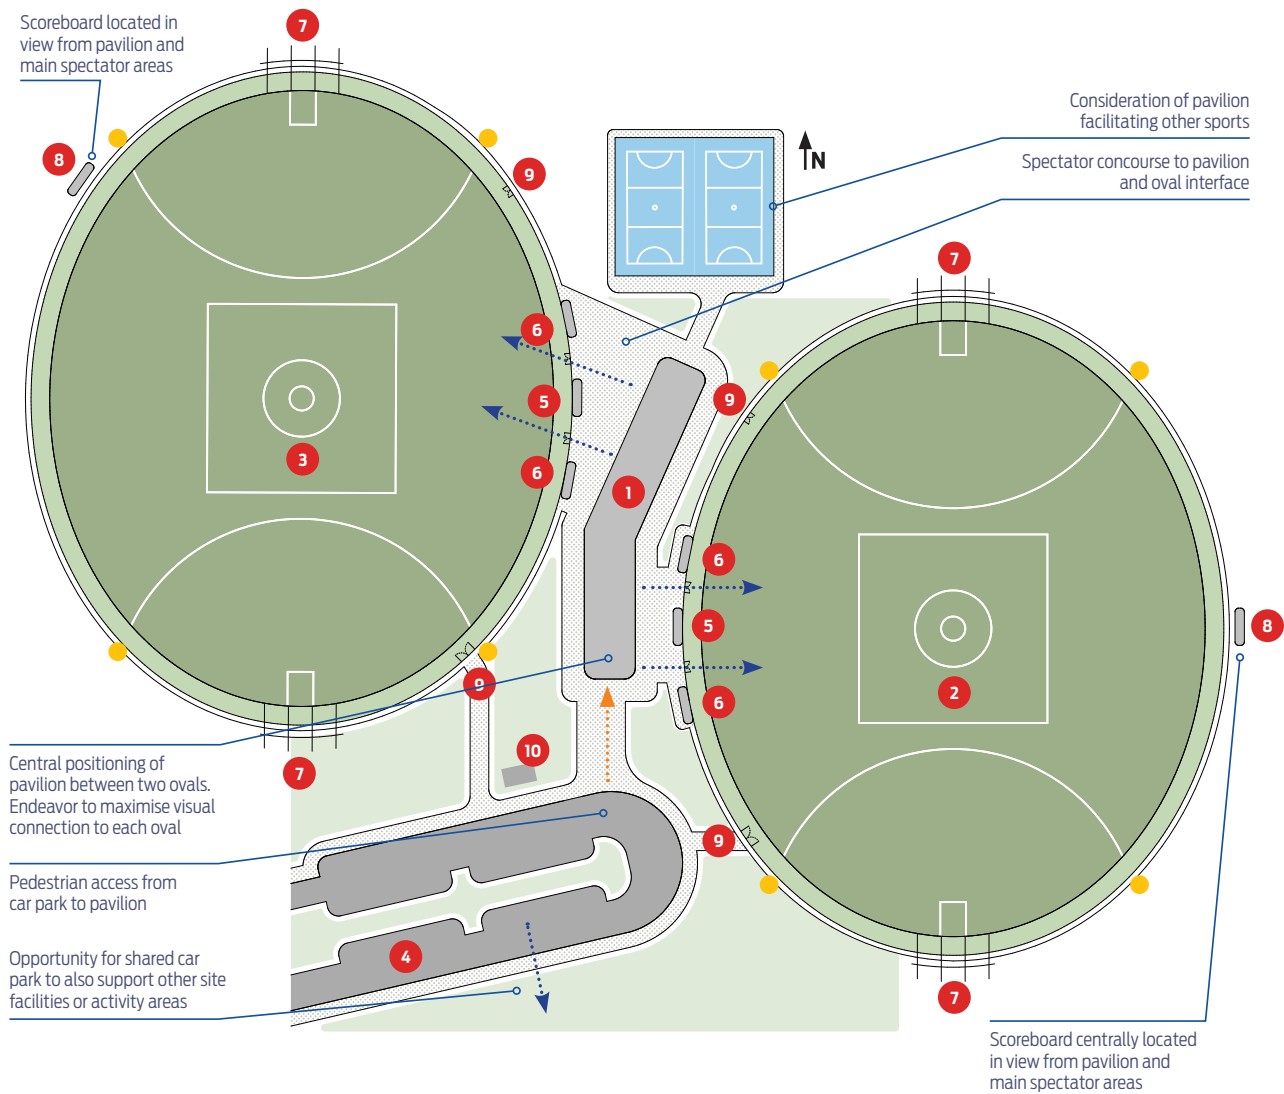 Scoreboard located in
view from pavilion and
main spectator areas
7
8
9
N
Consideration of pavilion
facilitating other sports
Spectator concourse to pavilion
and oval interface
7
6
5
6
3
1
9
6
5
6
2
8
9
7
10
9
4
7
Central positioning of
pavilion between two ovals.
Endeavor to maximise visual
connection to each oval
Pedestrian access from
car park to pavilion
Opportunity for shared car
park to also support other site
facilities or activity areas
Scoreboard centrally located
in view from pavilion and
main spectator areas